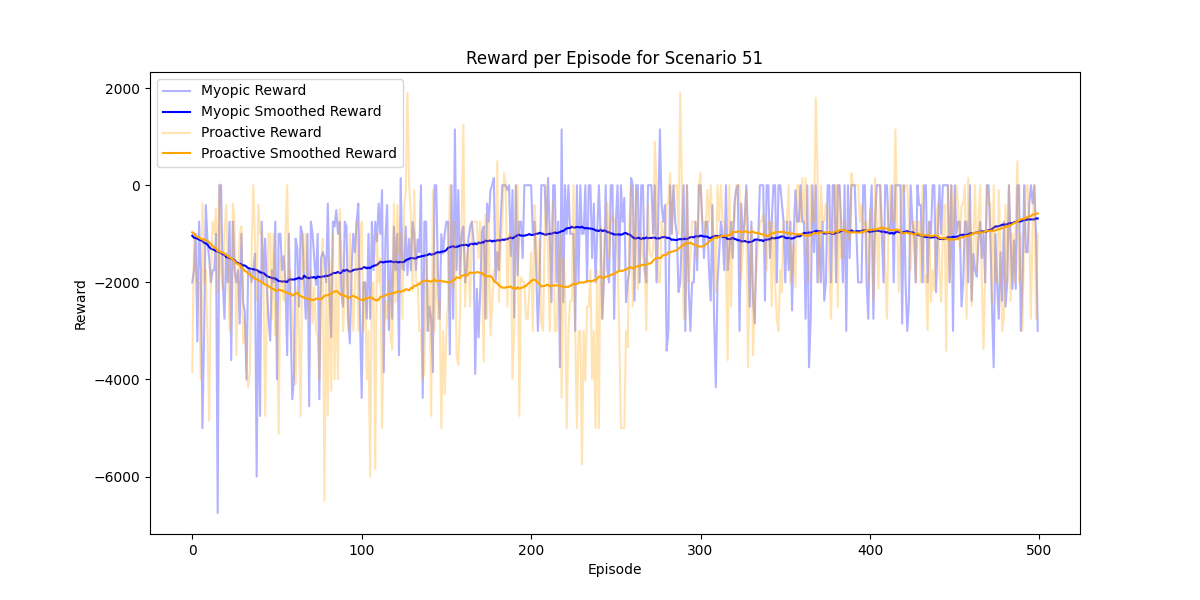 Reward per Episode for Scenario 51
Myopic Reward
Myopic Smoothed Reward
Proactive Reward
Proactive Smoothed Reward
2000
0
−2000
−4000
−6000
Reward
0
100
200
300
400
500
Episode